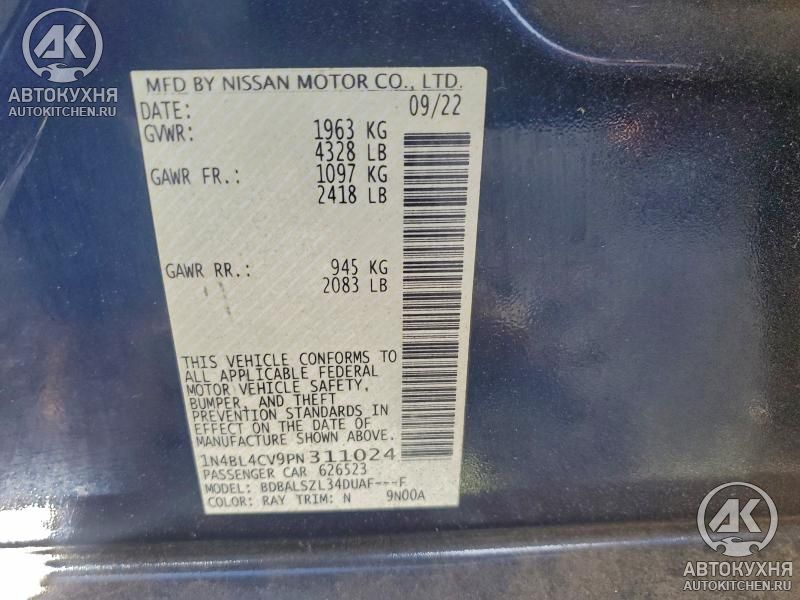 AK
АВТОКУХНЯ
AUTOKITCHEN.RU
MFD BY NISSAN MOTOR CO., LTD.
DATE: 09/22
GVWR: 1963 KG
4328 LB
GAWR FR.: 1097 KG
2418 LB
GAWR RR.: 945 KG
2083 LB
THIS VEHICLE CONFORMS TO
ALL APPLICABLE FEDERAL
MOTOR VEHICLE SAFETY,
BUMPER, AND THEFT
PREVENTION STANDARDS IN
EFFECT ON THE DATE OF
MANUFACTURE SHOWN ABOVE.
1N4BL4CV9PN311024
PASSENGER CAR 626523
MODEL: BDBALSZL34DUAF---F
COLOR: RAY TRIM: N 9N00A
AK
АВТОКУХНЯ
AUTOKITCHEN.RU